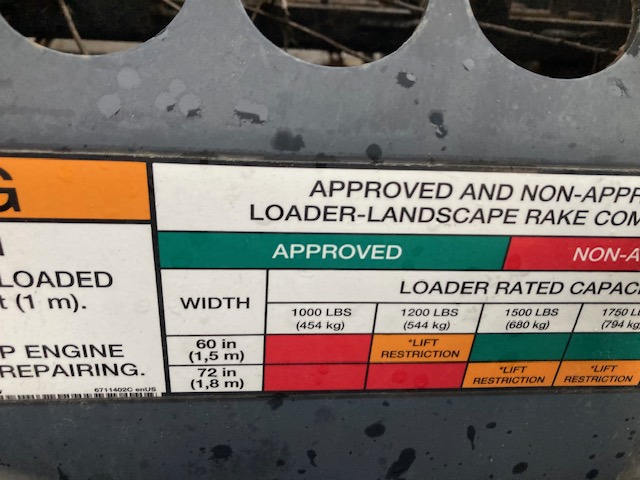 G
LOADED
t (1 m).
P ENGINE
REPAIRING.
6711402C enUS
APPROVED AND NON-APPR
LOADER-LANDSCAPE RAKE COM
APPROVED
NON-A
WIDTH
LOADER RATED CAPAC
1000 LBS
(454 kg)
1200 LBS
(544 kg)
1500 LBS
(680 kg)
1750 L
(794 kg
60 in
(1,5 m)
*LIFT
RESTRICTION
72 in
(1,8 m)
*LIFT
RESTRICTION
*LIFT
RESTRICTION